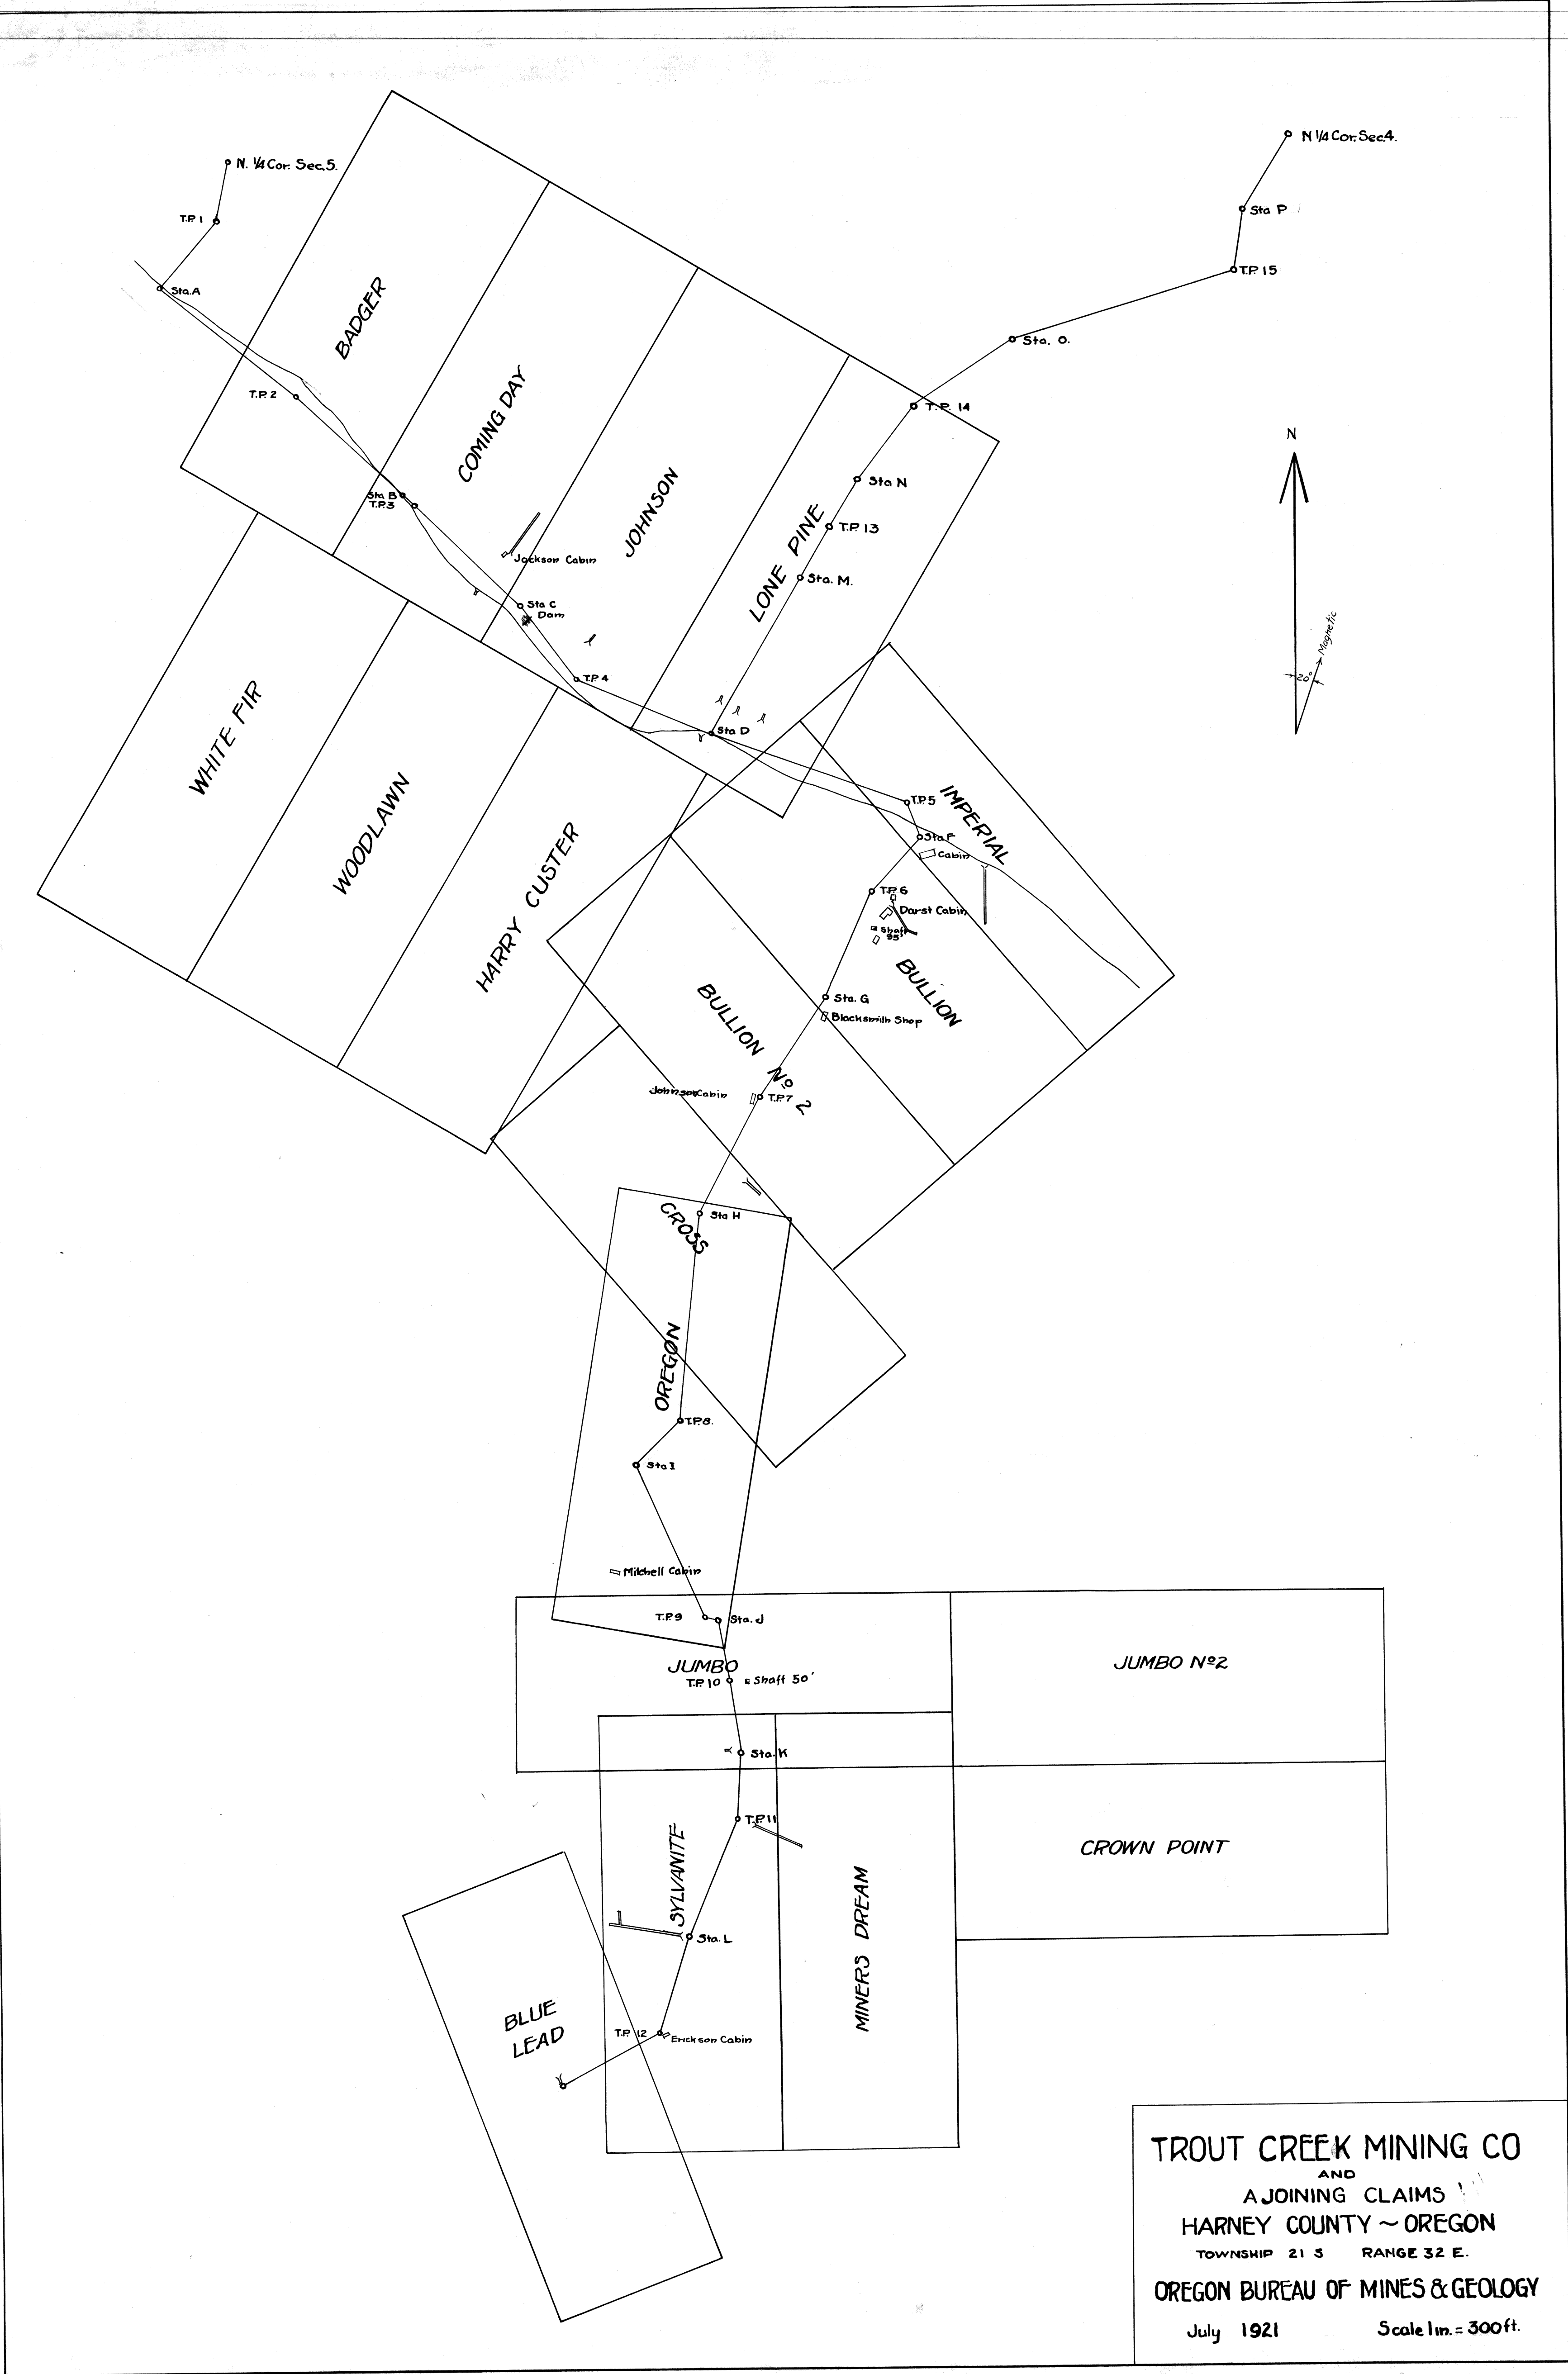 N. 1/4 Cor. Sec. 5.
N 1/4 Cor. Sec. 4.
T.P. 1
Sta P
Sta. A
T.P. 15
BADGER
Sta. O.
T.P. 2
T.P. 14
COMING DAY
N
Sta N
Sta B
T.P. 3
JOHNSON
LONE PINE
T.P. 13
Jackson Cabin
Sta. M.
Sta C
Dam
Magnetic
20°
T.P. 4
WHITE FIR
Sta D
WOODLAWN
T.P. 5
IMPERIAL
Sta F
Cabin
HARRY CUSTER
T.P. 6
Darst Cabin
Shaft
95'
BULLION
Sta. G
BULLION Nº 2
Blacksmith Shop
Johnson Cabin
T.P. 7
CROSS
Sta H
OREGON
T.P. 8.
Sta I
Mitchell Cabin
T.P. 9
Sta. J
JUMBO
JUMBO Nº 2
T.P. 10
Shaft 50'
Sta. K
T.P. 11
SYLVANITE
CROWN POINT
MINERS DREAM
Sta. L
BLUE
LEAD
T.P. 12
Erickson Cabin
TROUT CREEK MINING CO
AND
AJOINING CLAIMS
HARNEY COUNTY ~ OREGON
TOWNSHIP 21 S RANGE 32 E.
OREGON BUREAU OF MINES & GEOLOGY
July 1921 Scale 1 in. = 300 ft.